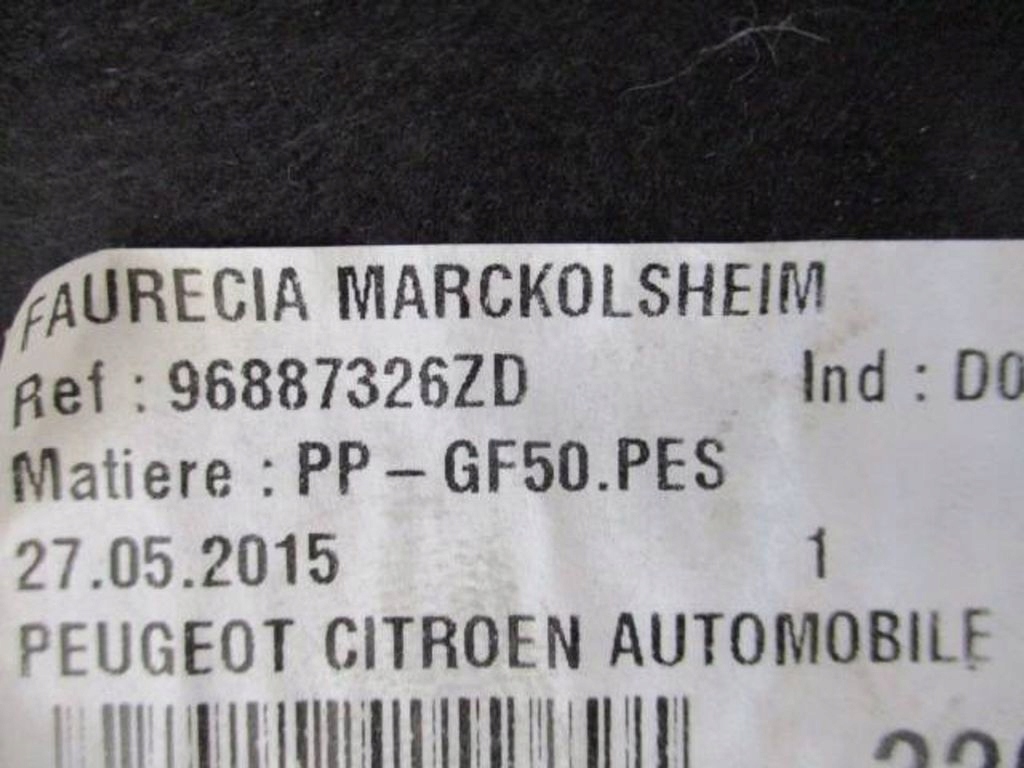 FAURECIA MARCKOLSHEIM
Ref : 96887326ZD Ind : D0
Matiere : PP - GF50.PES
27.05.2015 1
PEUGEOT CITROEN AUTOMOBILE